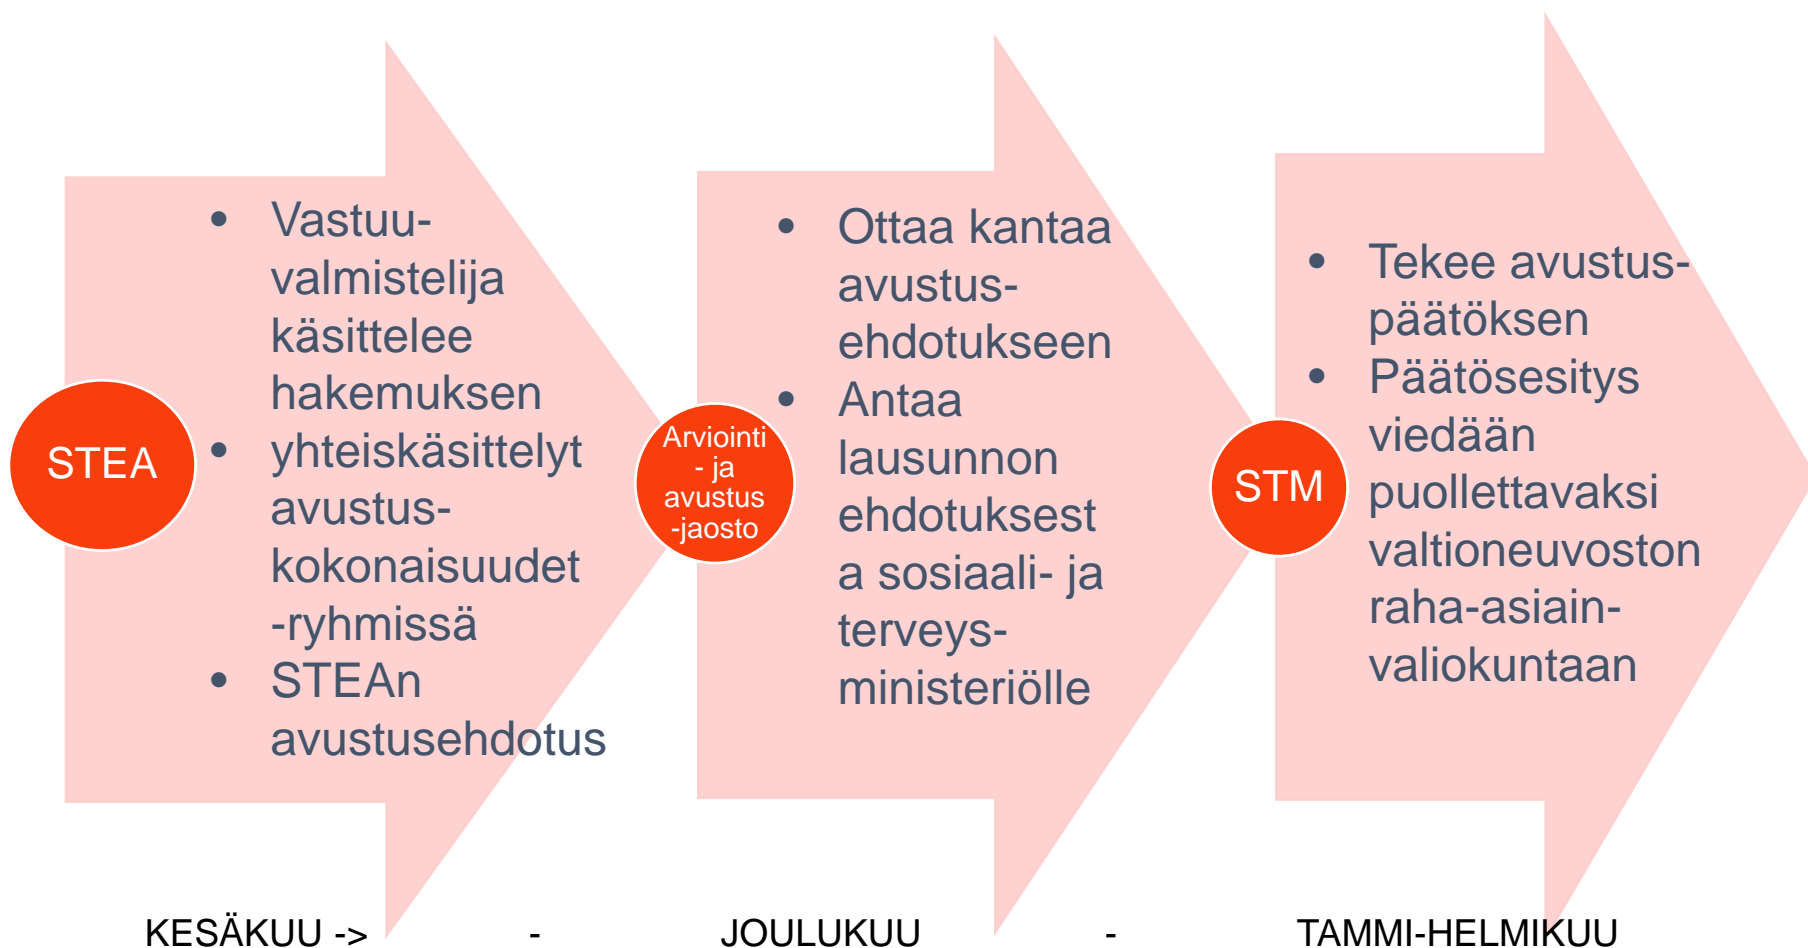 STEA
• Vastuu-
valmistelija
käsittelee
hakemuksen
• yhteiskäsittelyt
avustus-
kokonaisuudet
-ryhmissä
• STEAn
avustusehdotus
Arviointi
- ja
avustus
-jaosto
• Ottaa kantaa
avustus-
ehdotukseen
• Antaa
lausunnon
ehdotuksest
a sosiaali- ja
terveys-
ministeriölle
STM
• Tekee avustus-
päätöksen
• Päätösesitys
viedään
puollettavaksi
valtioneuvoston
raha-asiain-
valiokuntaan
KESÄKUU -> - JOULUKUU - TAMMI-HELMIKUU